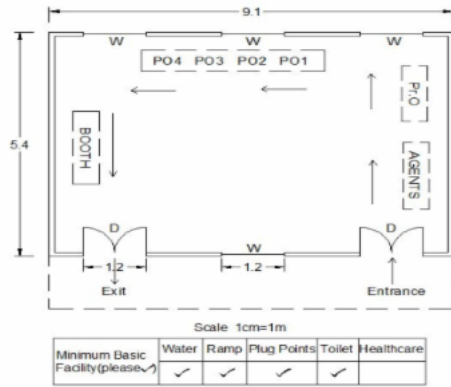 9.1
W W W
PO4 PO3 PO2 PO1
Pr.O
5.4
BOOTH
AGENTS
D W D
1.2 1.2
Exit Entrance
Scale 1cm=1m
Minimum Basic Facility(please✓) Water Ramp Plug Points Toilet Healthcare
✓ ✓ ✓ ✓